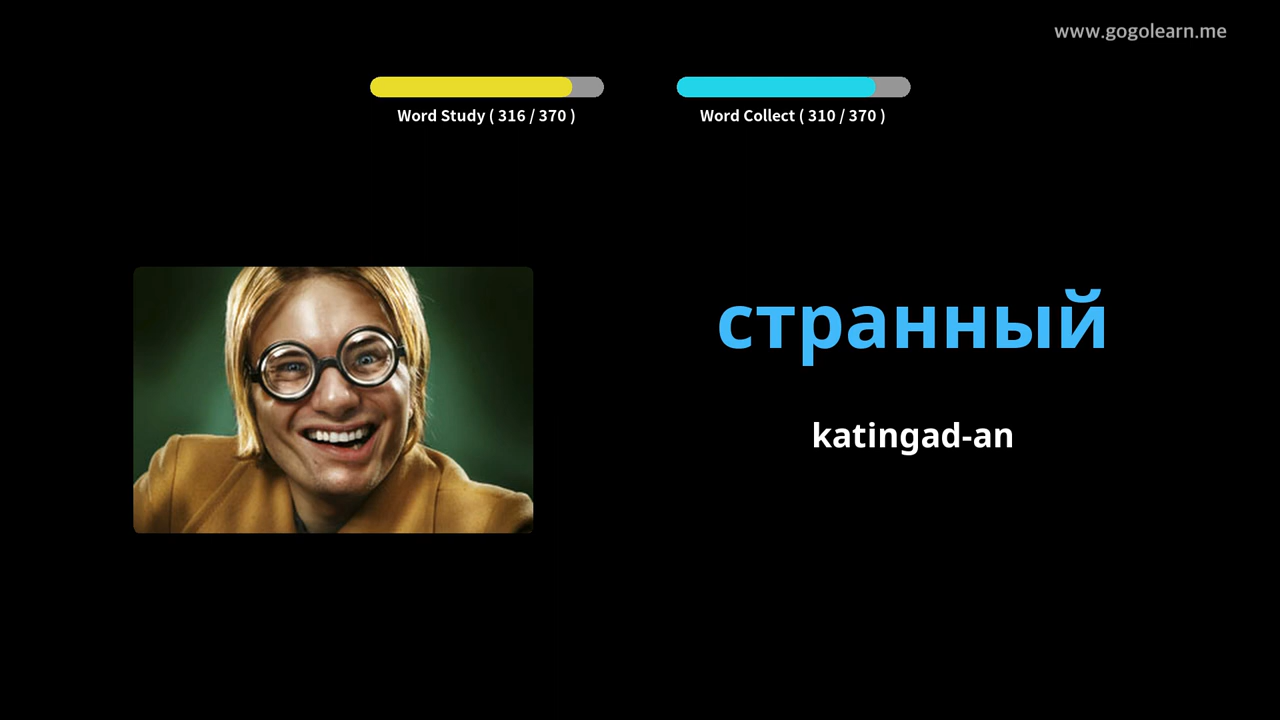 www.gogolearn.me
Word Study ( 316 / 370 )
Word Collect ( 310 / 370 )
странный
katingad-an